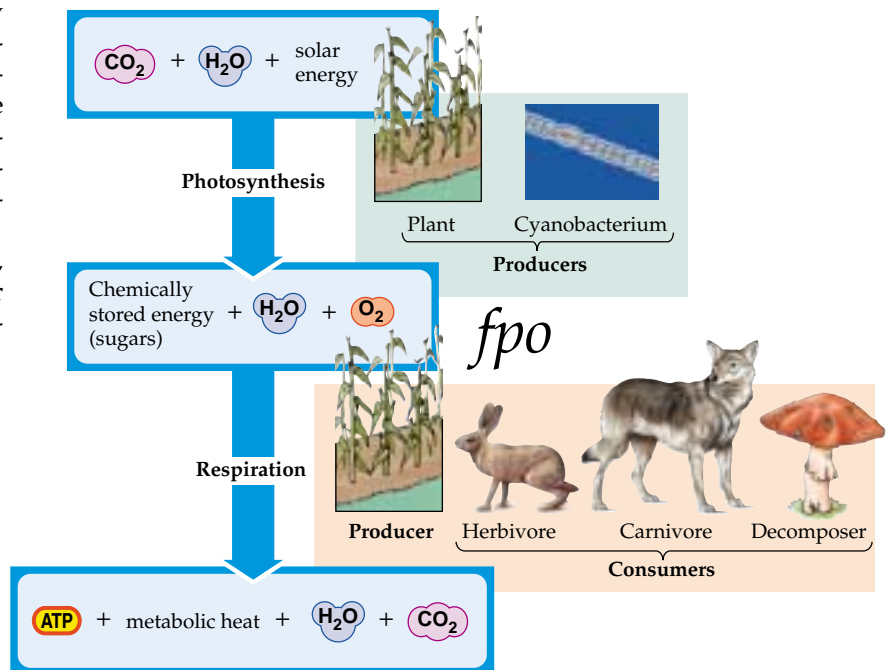 CO2 + H2O + solar energy
Photosynthesis
Plant Cyanobacterium
Producers
Chemically stored energy (sugars) + H2O + O2
fpo
Respiration
Producer Herbivore Carnivore Decomposer
Consumers
ATP + metabolic heat + H2O + CO2